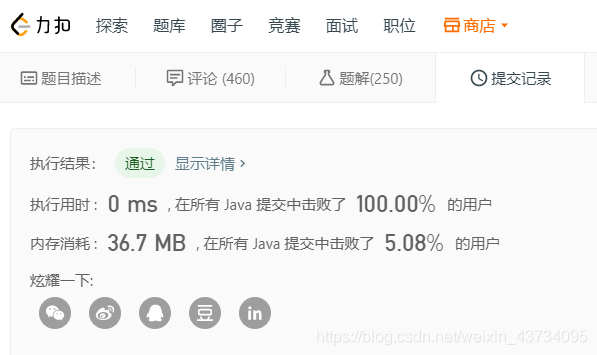 力扣 探索 题库 圈子 竞赛 面试 职位 商店
题目描述 评论 (460) 题解(250) 提交记录
执行结果： 通过 显示详情 >
执行用时 : 0 ms , 在所有 Java 提交中击败了 100.00% 的用户
内存消耗 : 36.7 MB , 在所有 Java 提交中击败了 5.08% 的用户
炫耀一下:
豆 in
https://blog.csdn.net/weixin_43734095